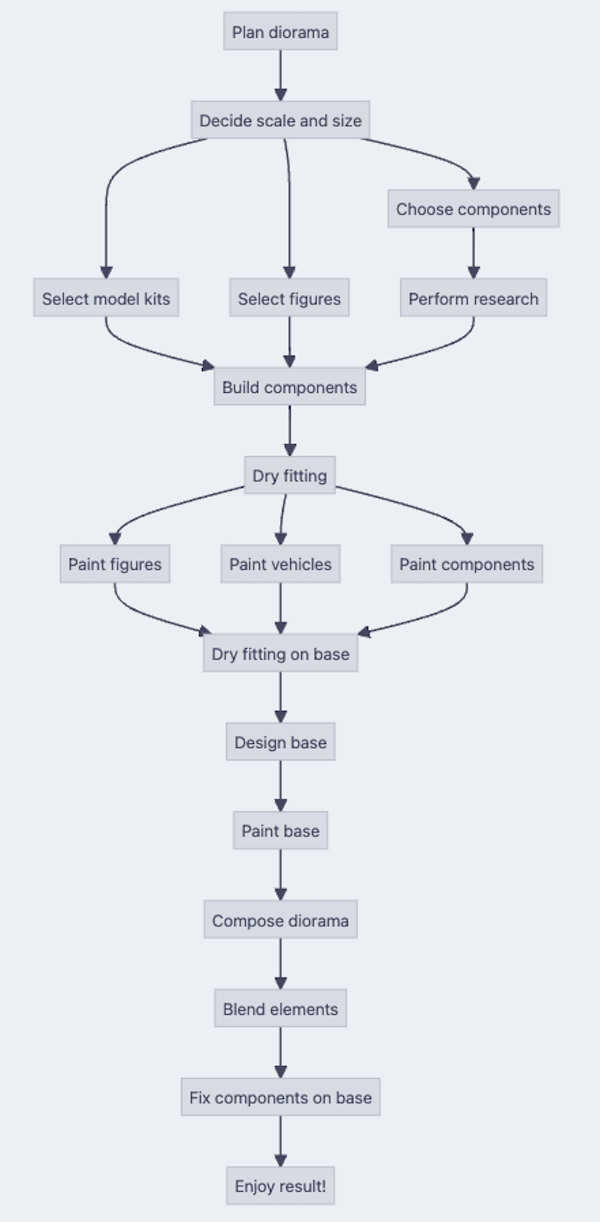 Plan diorama
Decide scale and size
Choose components
Select model kits
Select figures
Perform research
Build components
Dry fitting
Paint figures
Paint vehicles
Paint components
Dry fitting on base
Design base
Paint base
Compose diorama
Blend elements
Fix components on base
Enjoy result!